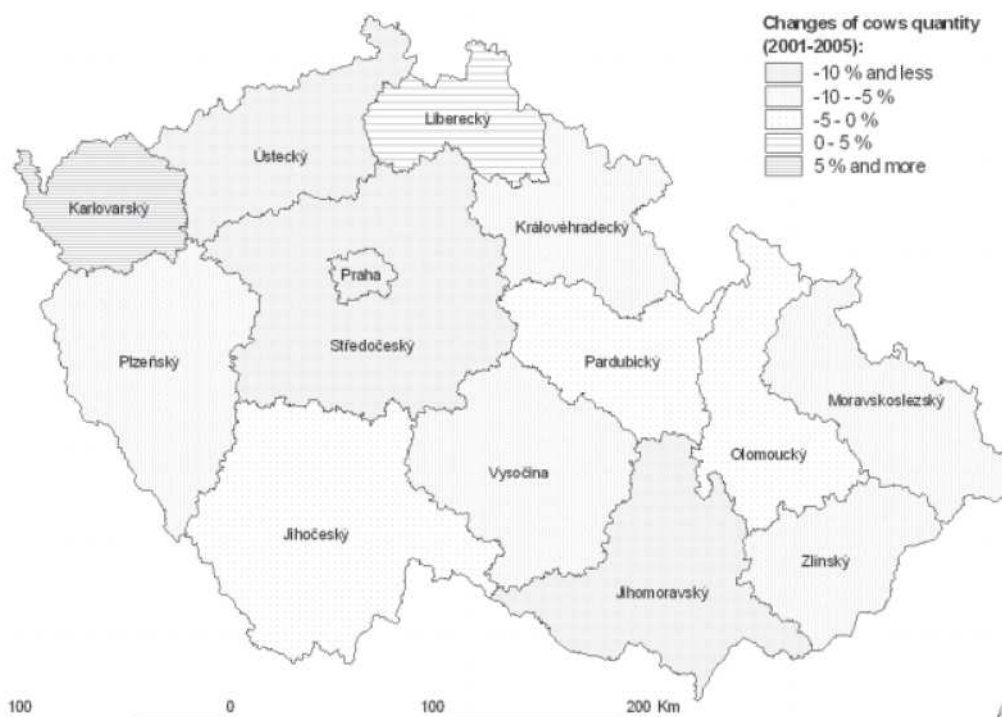 Changes of cows quantity
(2001-2005):
-10 % and less
-10 - -5 %
-5 - 0 %
0 - 5 %
5 % and more
Liberecký
Ústecký
Karlovarský
Královéhradecký
Praha
Středočeský
Plzeňský
Pardubický
Moravskoslezský
Olomoucký
Vysočina
Jihočeský
Zlínský
Jihomoravský
100 0 100 200 Km